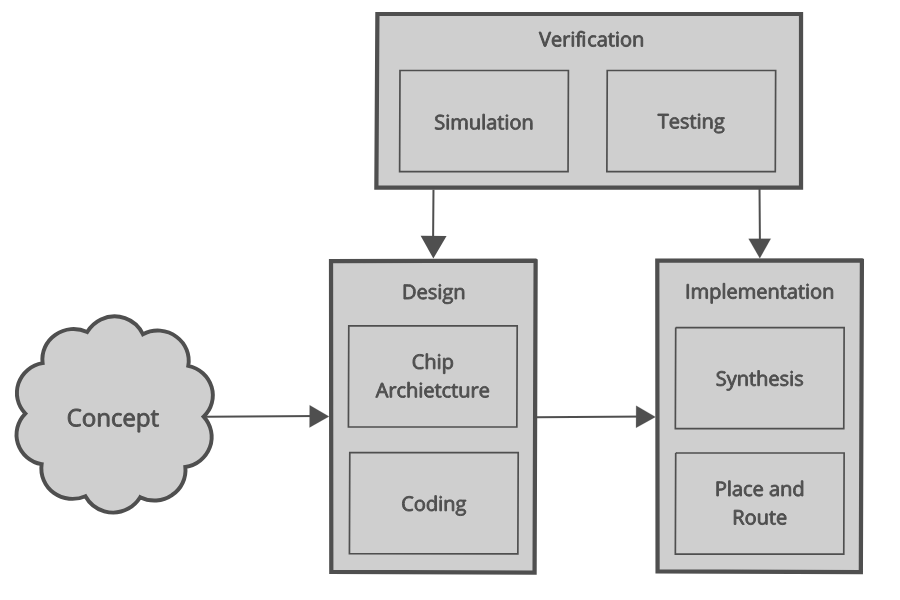 Verification
Simulation
Testing
Design
Implementation
Chip
Archietcture
Synthesis
Concept
Coding
Place and
Route